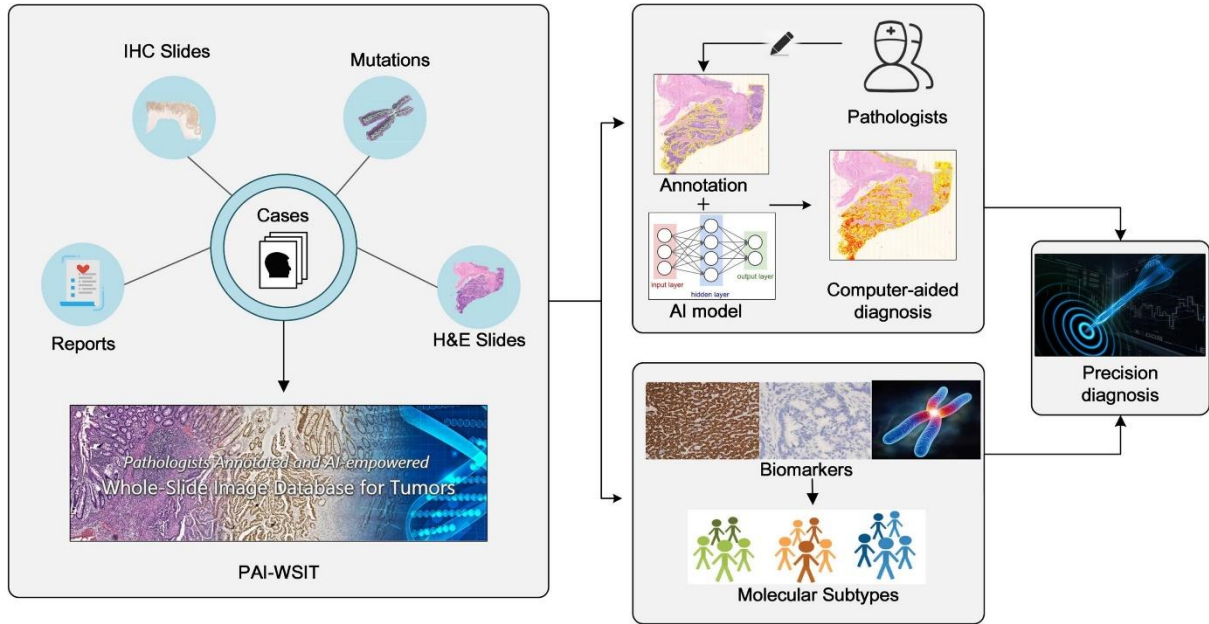 IHC Slides
Mutations
Cases
Reports
H&E Slides
Pathologists Annotated and AI-empowered
Whole-Slide Image Database for Tumors
PAI-WSIT
Pathologists
Annotation
+
input layer
hidden layer
output layer
AI model
Computer-aided
diagnosis
Biomarkers
Molecular Subtypes
Precision
diagnosis